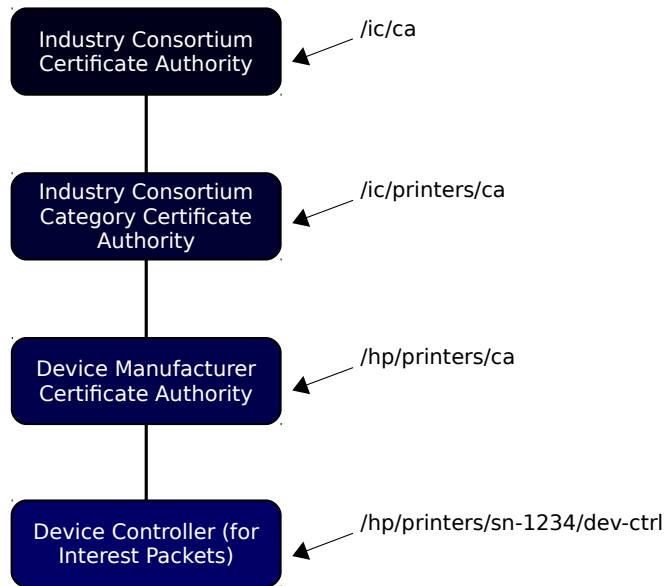 Industry Consortium
Certificate Authority
/ic/ca
Industry Consortium
Category Certificate
Authority
/ic/printers/ca
Device Manufacturer
Certificate Authority
/hp/printers/ca
Device Controller (for
Interest Packets)
/hp/printers/sn-1234/dev-ctrl